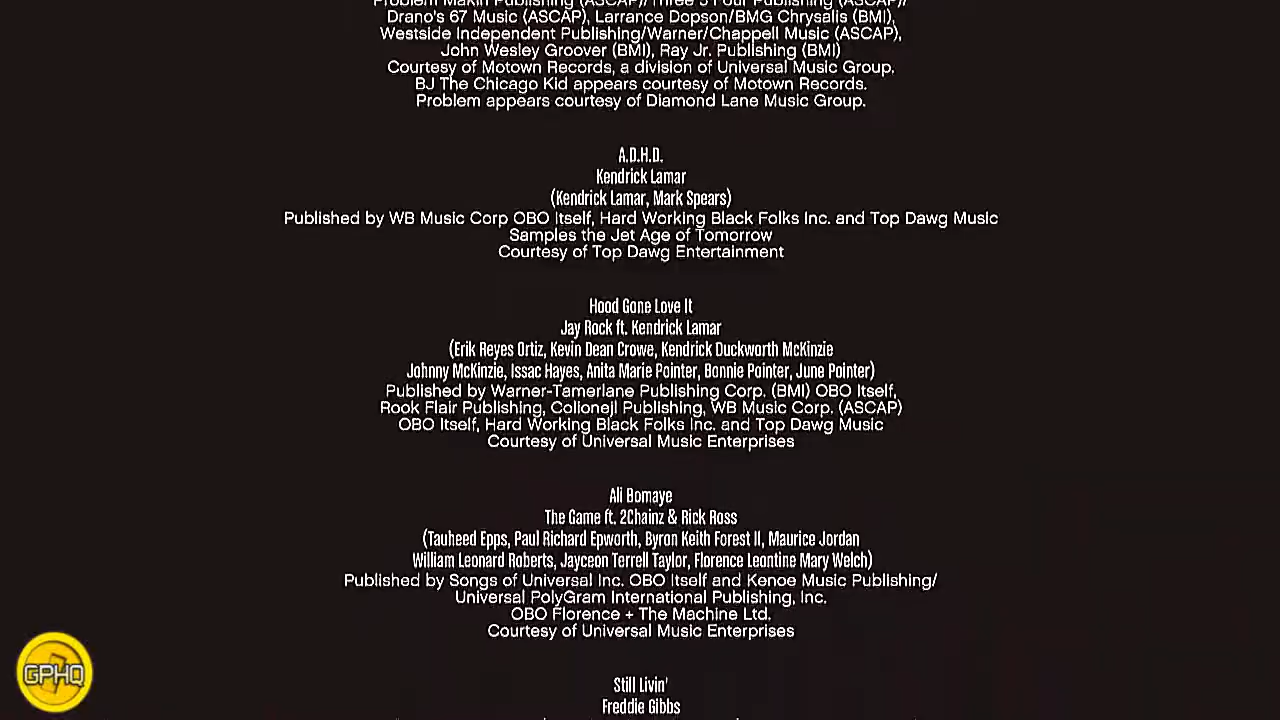 Problem Makin Publishing (ASCAP)/Three 5 Four Publishing (ASCAP)/
Drano's 67 Music (ASCAP), Larrance Dopson/BMG Chrysalis (BMI),
Westside Independent Publishing/Warner/Chappell Music (ASCAP),
John Wesley Groover (BMI), Ray Jr. Publishing (BMI)
Courtesy of Motown Records, a division of Universal Music Group.
BJ The Chicago Kid appears courtesy of Motown Records.
Problem appears courtesy of Diamond Lane Music Group.
A.D.H.D.
Kendrick Lamar
(Kendrick Lamar, Mark Spears)
Published by WB Music Corp OBO Itself, Hard Working Black Folks Inc. and Top Dawg Music
Samples the Jet Age of Tomorrow
Courtesy of Top Dawg Entertainment
Hood Gone Love It
Jay Rock ft. Kendrick Lamar
(Erik Reyes Ortiz, Kevin Dean Crowe, Kendrick Duckworth McKinzie
Johnny McKinzie, Issac Hayes, Anita Marie Pointer, Bonnie Pointer, June Pointer)
Published by Warner-Tamerlane Publishing Corp. (BMI) OBO Itself,
Rook Flair Publishing, Collonejl Publishing, WB Music Corp. (ASCAP)
OBO Itself, Hard Working Black Folks Inc. and Top Dawg Music
Courtesy of Universal Music Enterprises
Ali Bomaye
The Game ft. 2Chainz & Rick Ross
(Tauheed Epps, Paul Richard Epworth, Byron Keith Forest II, Maurice Jordan
William Leonard Roberts, Jayceon Terrell Taylor, Florence Leontine Mary Welch)
Published by Songs of Universal Inc. OBO Itself and Kenoe Music Publishing/
Universal PolyGram International Publishing, Inc.
OBO Florence + The Machine Ltd.
Courtesy of Universal Music Enterprises
GPHQ
Still Livin'
Freddie Gibbs